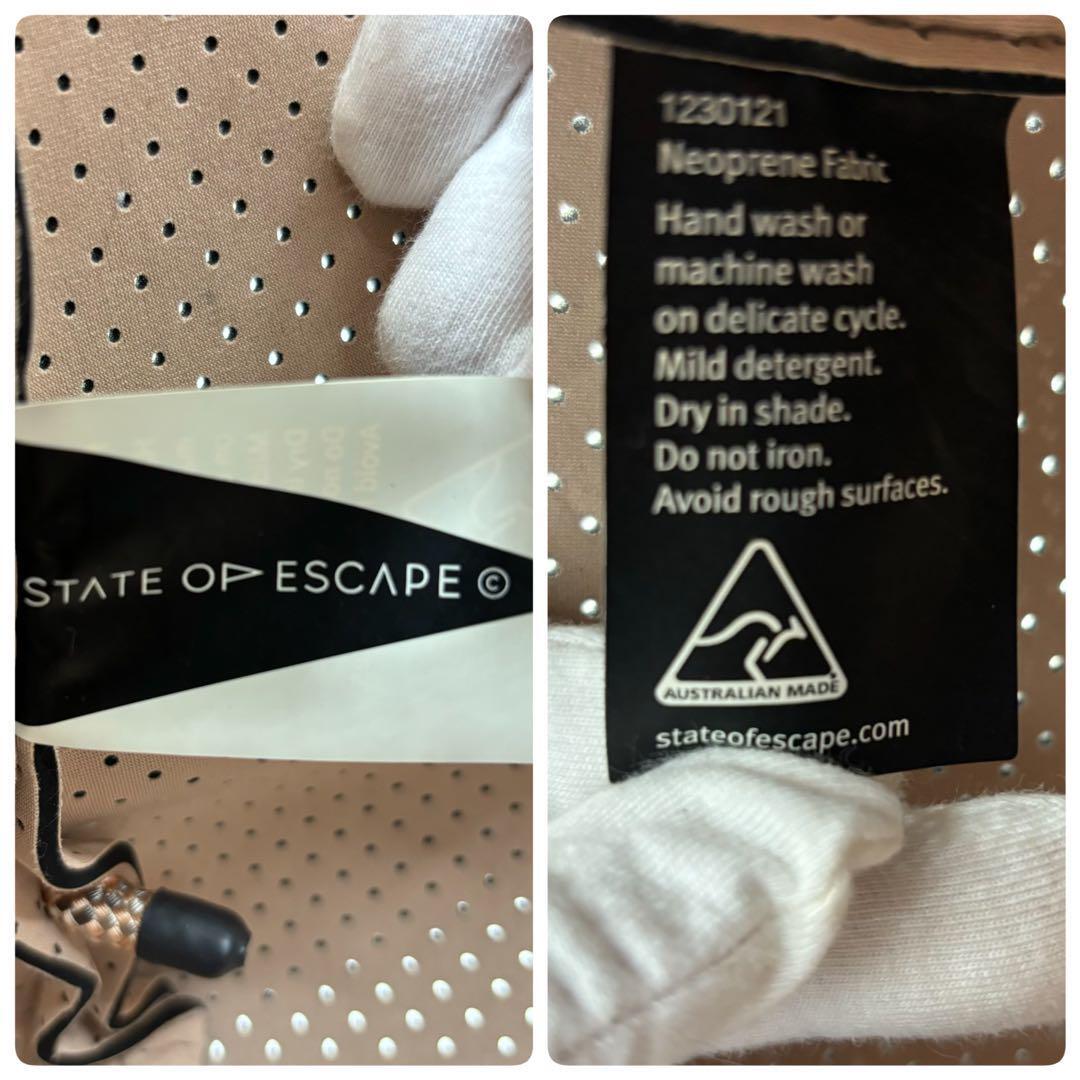 STATE OF ESCAPE ©
1230121
Neoprene Fabric
Hand wash or
machine wash
on delicate cycle.
Mild detergent.
Dry in shade.
Do not iron.
Avoid rough surfaces.
AUSTRALIAN MADE
stateofescape.com